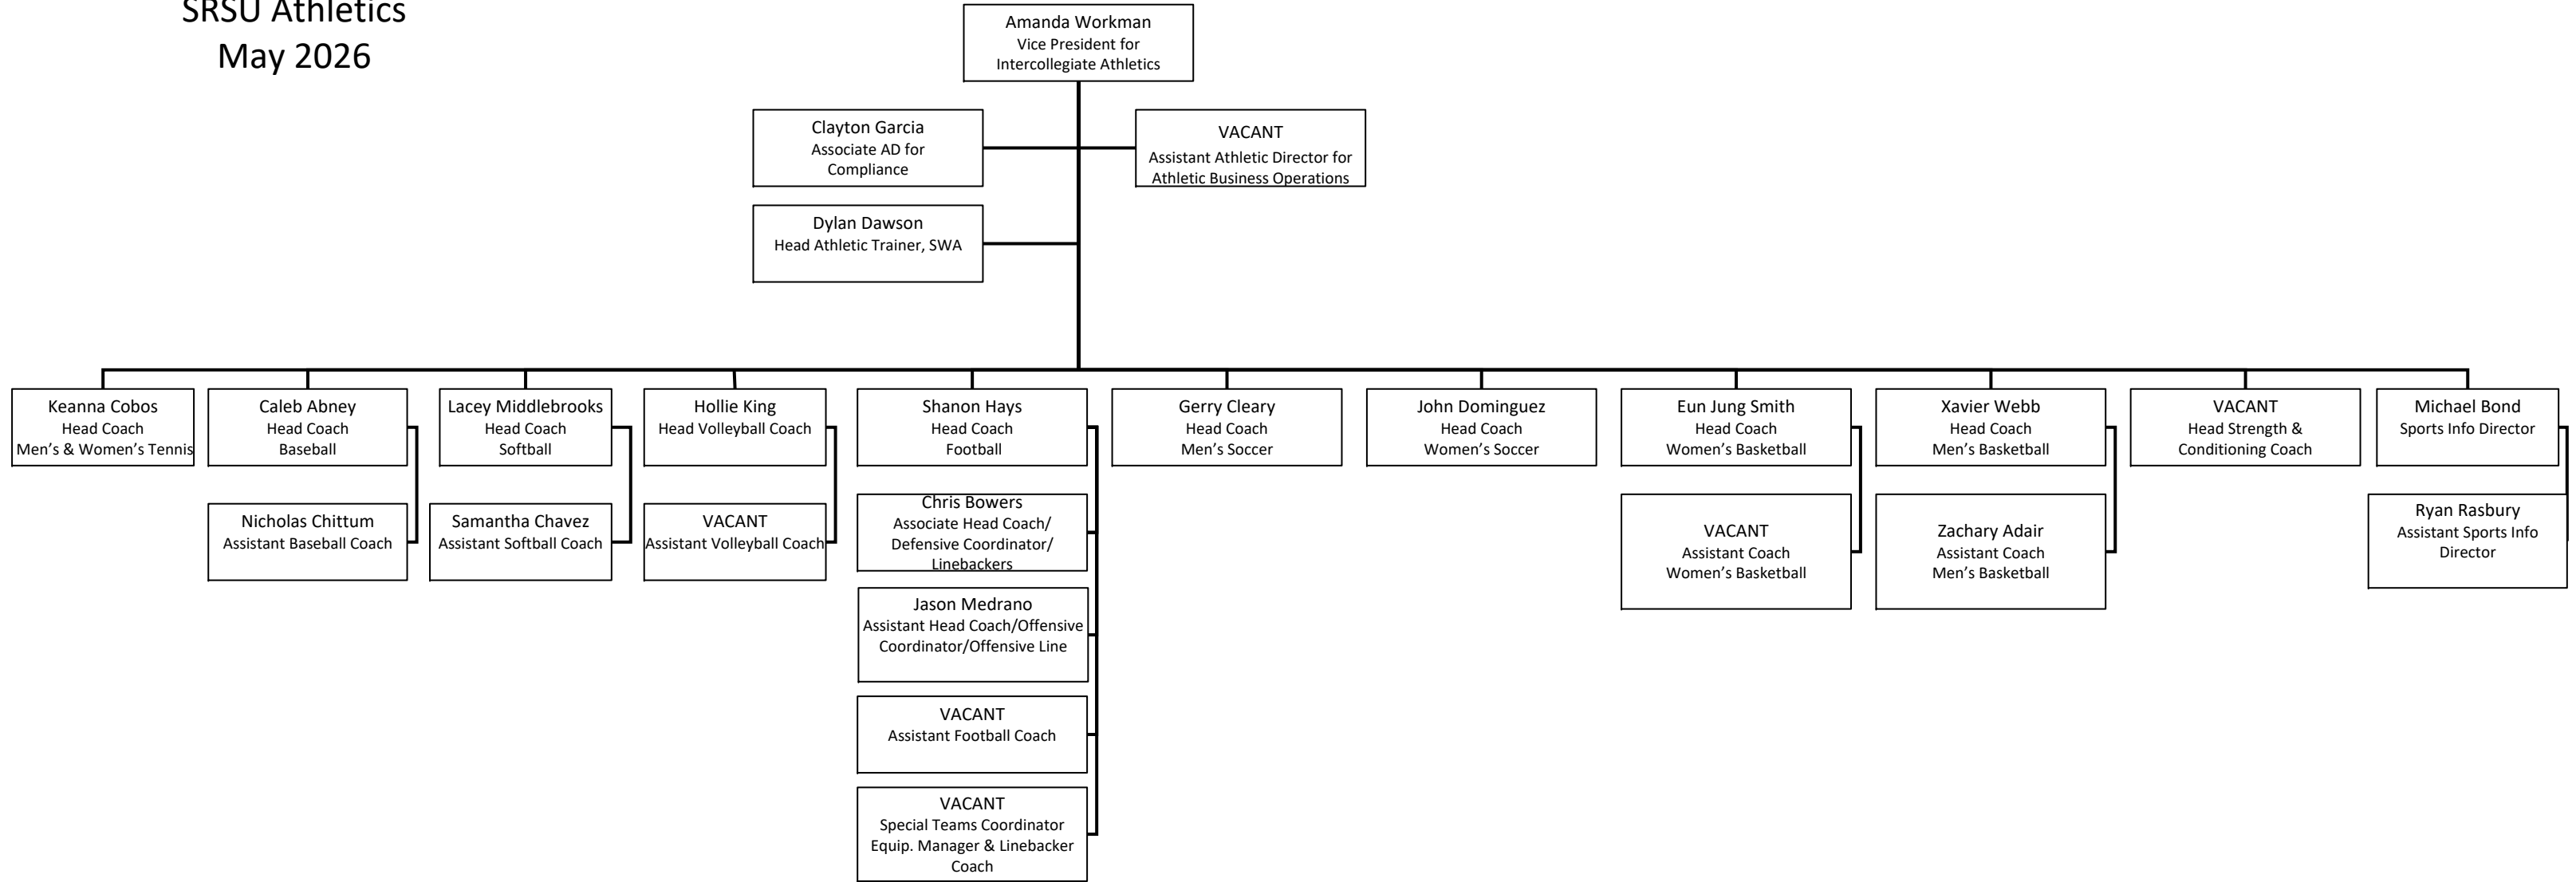 SRSU Athletics
May 2026
Amanda Workman
Vice President for
Intercollegiate Athletics
Clayton Garcia
Associate AD for
Compliance
VACANT
Assistant Athletic Director for
Athletic Business Operations
Dylan Dawson
Head Athletic Trainer, SWA
Keanna Cobos
Head Coach
Men’s & Women’s Tennis
Caleb Abney
Head Coach
Baseball
Lacey Middlebrooks
Head Coach
Softball
Hollie King
Head Volleyball Coach
Shanon Hays
Head Coach
Football
Gerry Cleary
Head Coach
Men’s Soccer
John Dominguez
Head Coach
Women’s Soccer
Eun Jung Smith
Head Coach
Women’s Basketball
Xavier Webb
Head Coach
Men’s Basketball
VACANT
Head Strength &
Conditioning Coach
Michael Bond
Sports Info Director
Nicholas Chittum
Assistant Baseball Coach
Samantha Chavez
Assistant Softball Coach
VACANT
Assistant Volleyball Coach
Chris Bowers
Associate Head Coach/
Defensive Coordinator/
Linebackers
VACANT
Assistant Coach
Women’s Basketball
Zachary Adair
Assistant Coach
Men’s Basketball
Ryan Rasbury
Assistant Sports Info
Director
Jason Medrano
Assistant Head Coach/Offensive
Coordinator/Offensive Line
VACANT
Assistant Football Coach
VACANT
Special Teams Coordinator
Equip. Manager & Linebacker
Coach